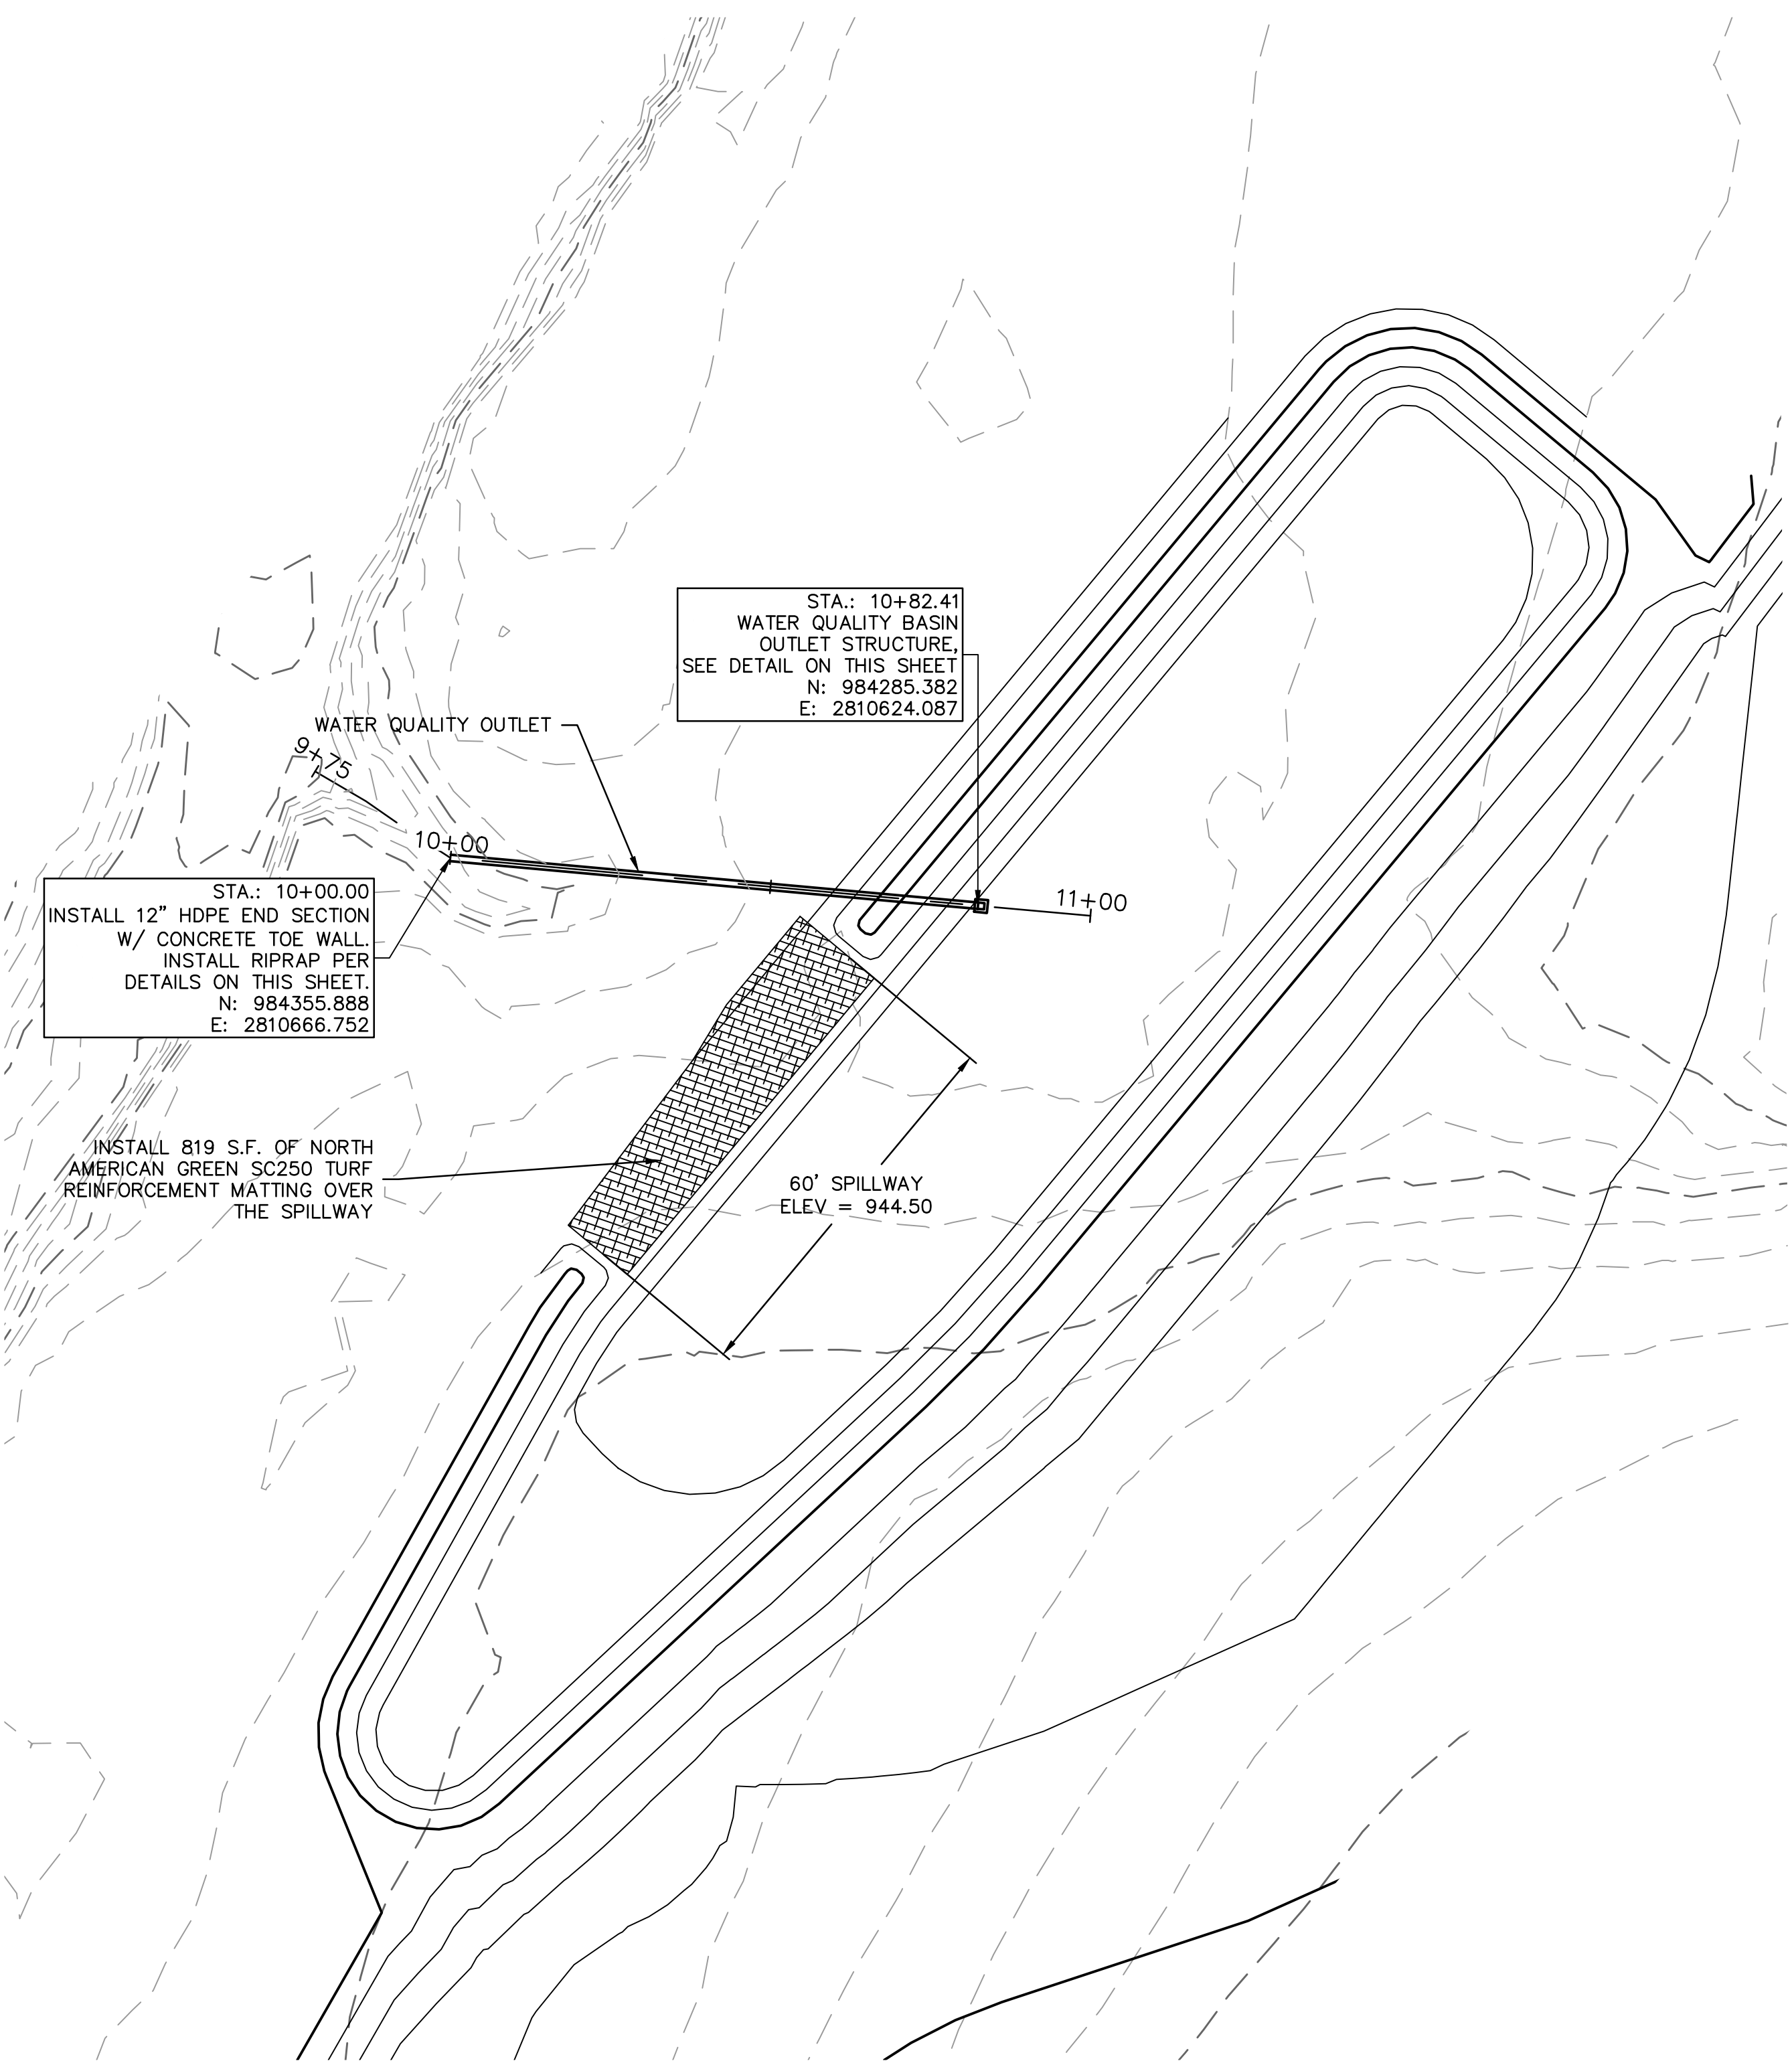 STA.: 10+82.41
WATER QUALITY BASIN
OUTLET STRUCTURE,
SEE DETAIL ON THIS SHEET
N: 984285.382
E: 2810624.087
WATER QUALITY OUTLET
9+75
10+00
11+00
STA.: 10+00.00
INSTALL 12" HDPE END SECTION
W/ CONCRETE TOE WALL.
INSTALL RIPRAP PER
DETAILS ON THIS SHEET.
N: 984355.888
E: 2810666.752
INSTALL 819 S.F. OF NORTH
AMERICAN GREEN SC250 TURF
REINFORCEMENT MATTING OVER
THE SPILLWAY
60' SPILLWAY
ELEV = 944.50